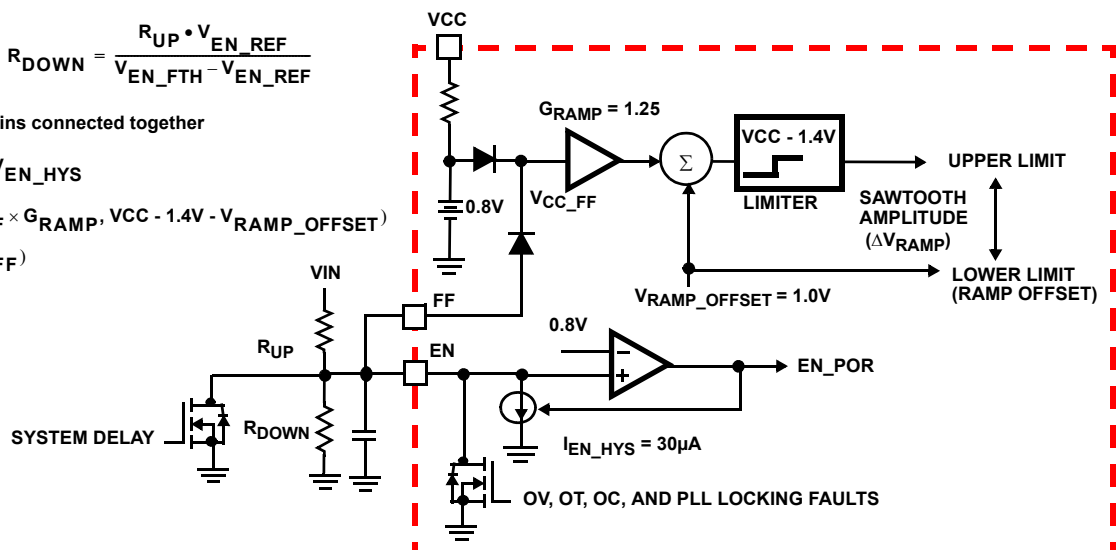 R_DOWN = R_UP • V_EN_REF / V_EN_FTH – V_EN_REF
ins connected together
V_EN_HYS
F × G_RAMP, VCC - 1.4V - V_RAMP_OFFSET)
FF)
VCC
G_RAMP = 1.25
VCC - 1.4V
Σ
UPPER LIMIT
LIMITER
0.8V
V_CC_FF
SAWTOOTH
AMPLITUDE
(ΔV_RAMP)
LOWER LIMIT
(RAMP OFFSET)
V_RAMP_OFFSET = 1.0V
VIN
FF
0.8V
R_UP
EN
−
+
EN_POR
SYSTEM DELAY
R_DOWN
I_EN_HYS = 30µA
OV, OT, OC, AND PLL LOCKING FAULTS